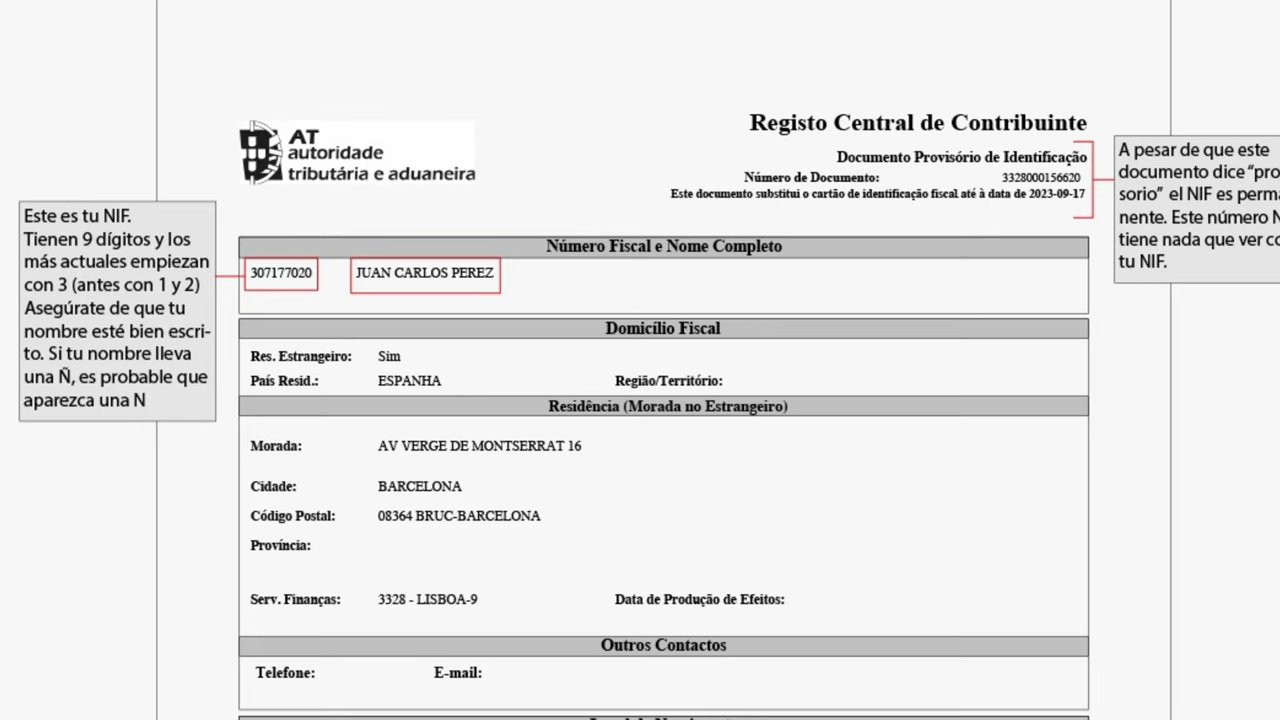 AT
autoridade
tributária e aduaneira
Registo Central de Contribuinte
Documento Provisório de Identificação
Número de Documento: 3328000156620
Este documento substitui o cartão de identificação fiscal até à data de 2023-09-17
A pesar de que este
documento dice “pro
sorio” el NIF es perma
nente. Este número N
tiene nada que ver co
tu NIF.
Este es tu NIF.
Tienen 9 dígitos y los
más actuales empiezan
con 3 (antes con 1 y 2)
Asegúrate de que tu
nombre esté bien escri-
to. Si tu nombre lleva
una Ñ, es probable que
aparezca una N
Número Fiscal e Nome Completo
307177020 JUAN CARLOS PEREZ
Domicílio Fiscal
Res. Estrangeiro: Sim
País Resid.: ESPANHA Região/Território:
Residência (Morada no Estrangeiro)
Morada: AV VERGE DE MONTSERRAT 16
Cidade: BARCELONA
Código Postal: 08364 BRUC-BARCELONA
Província:
Serv. Finanças: 3328 - LISBOA-9 Data de Produção de Efeitos:
Outros Contactos
Telefone: E-mail: